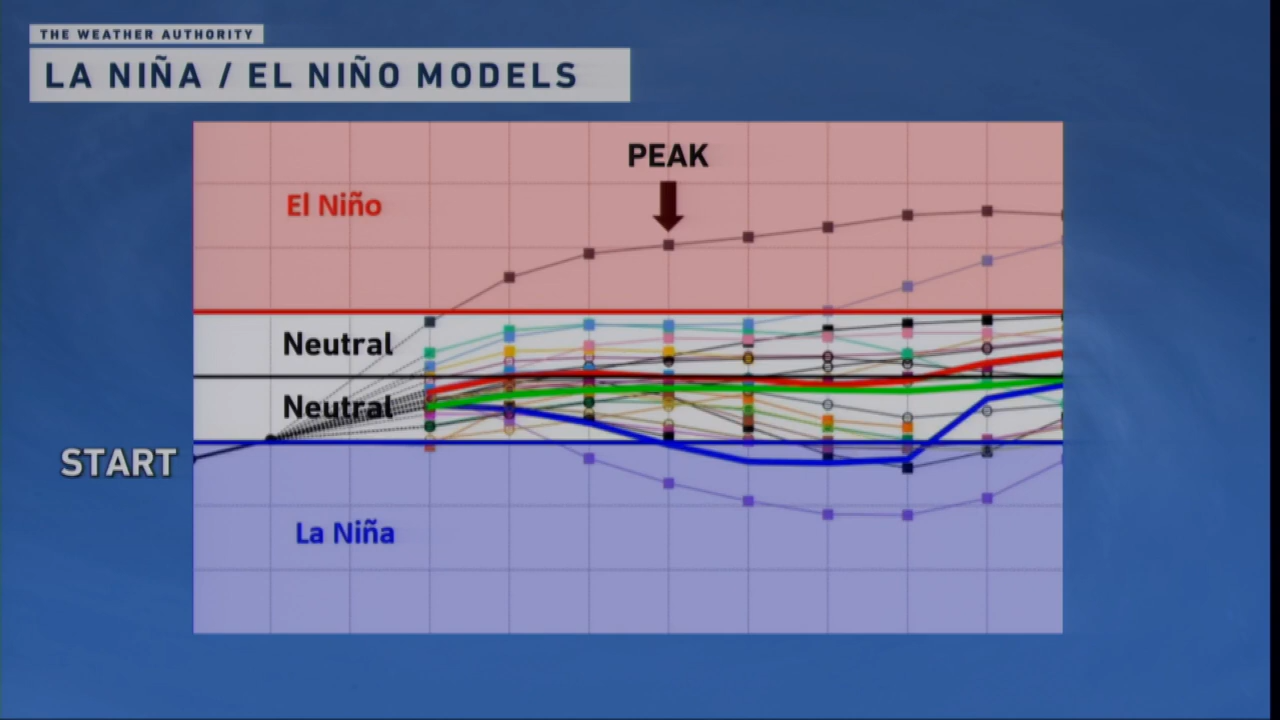 THE WEATHER AUTHORITY
LA NIÑA / EL NIÑO MODELS
PEAK
El Niño
Neutral
Neutral
START
La Niña